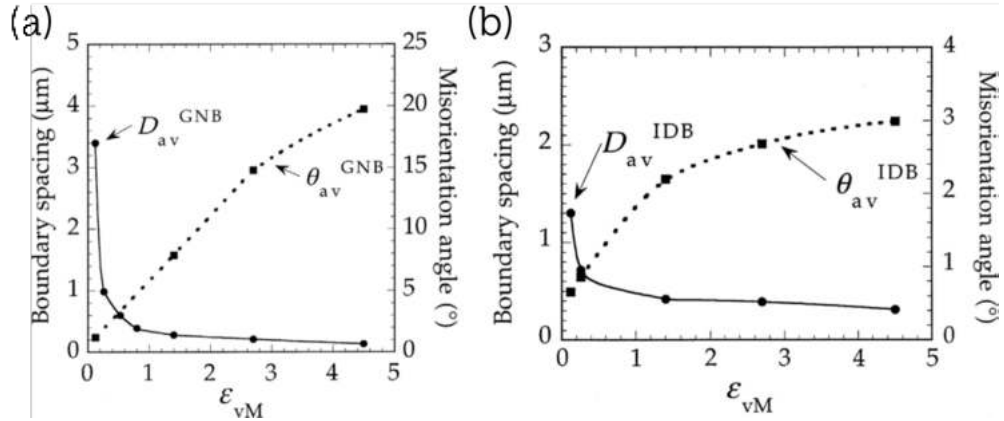 (a)
Boundary spacing (μm)
5
4
3
2
1
0
D_av^GNB
θ_av^GNB
25
20
15
10
5
0
Misorientation angle (°)
0 1 2 3 4 5
ε_vM
(b)
Boundary spacing (μm)
3
2
1
0
D_av^IDB
θ_av^IDB
4
3
2
1
0
Misorientation angle (°)
0 1 2 3 4 5
ε_vM